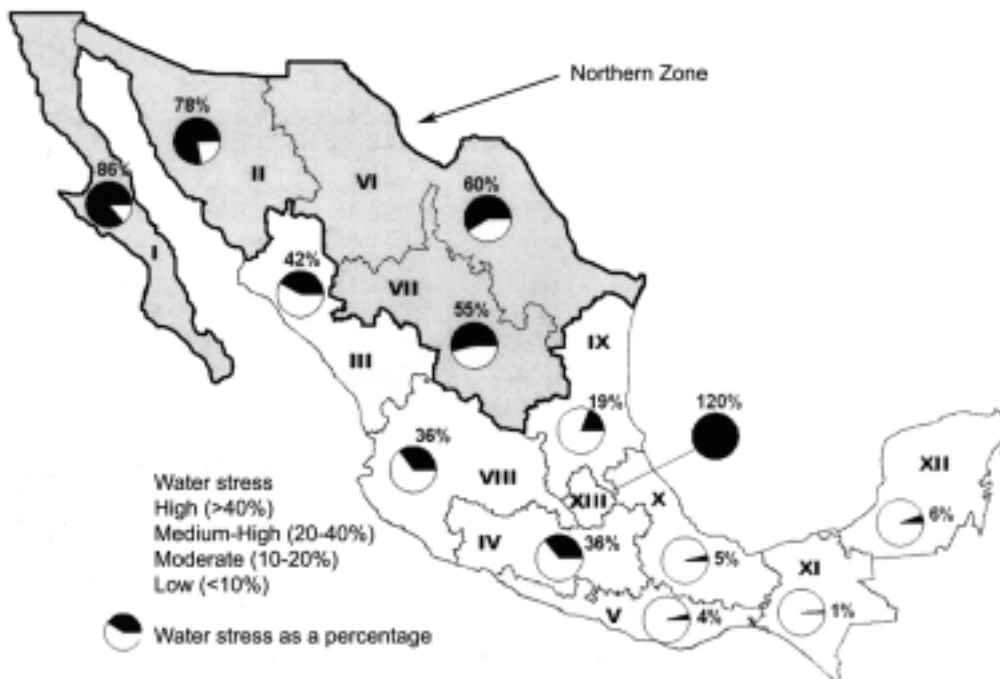 Northern Zone
78%
86%
II
VI
60%
I
42%
VII
55%
III
IX
19%
120%
36%
VIII
XIII
X
XII
6%
IV
36%
5%
XI
V
4%
1%
Water stress
High (>40%)
Medium-High (20-40%)
Moderate (10-20%)
Low (<10%)
Water stress as a percentage